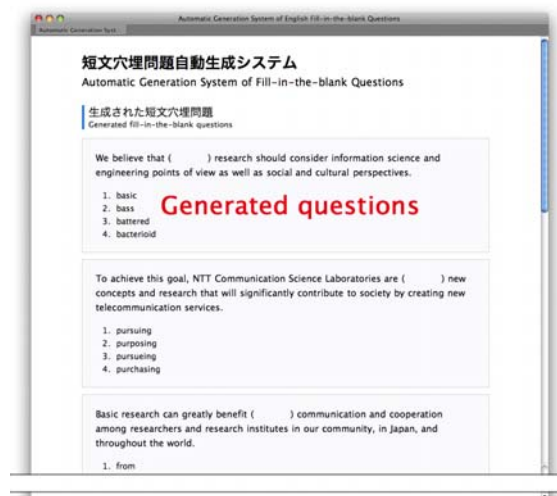 Automatic Generation System of English Fill-in-the-blank Questions
Automatic Generation Syst...
短文穴埋問題自動生成システム
Automatic Generation System of Fill-in-the-blank Questions
生成された短文穴埋問題
Generated fill-in-the-blank questions
We believe that ( ) research should consider information science and
engineering points of view as well as social and cultural perspectives.
1. basic
2. bass
3. battered
4. bacterioid
Generated questions
To achieve this goal, NTT Communication Science Laboratories are ( ) new
concepts and research that will significantly contribute to society by creating new
telecommunication services.
1. pursuing
2. purposing
3. pursueing
4. purchasing
Basic research can greatly benefit ( ) communication and cooperation
among researchers and research institutes in our community, in Japan, and
throughout the world.
1. from